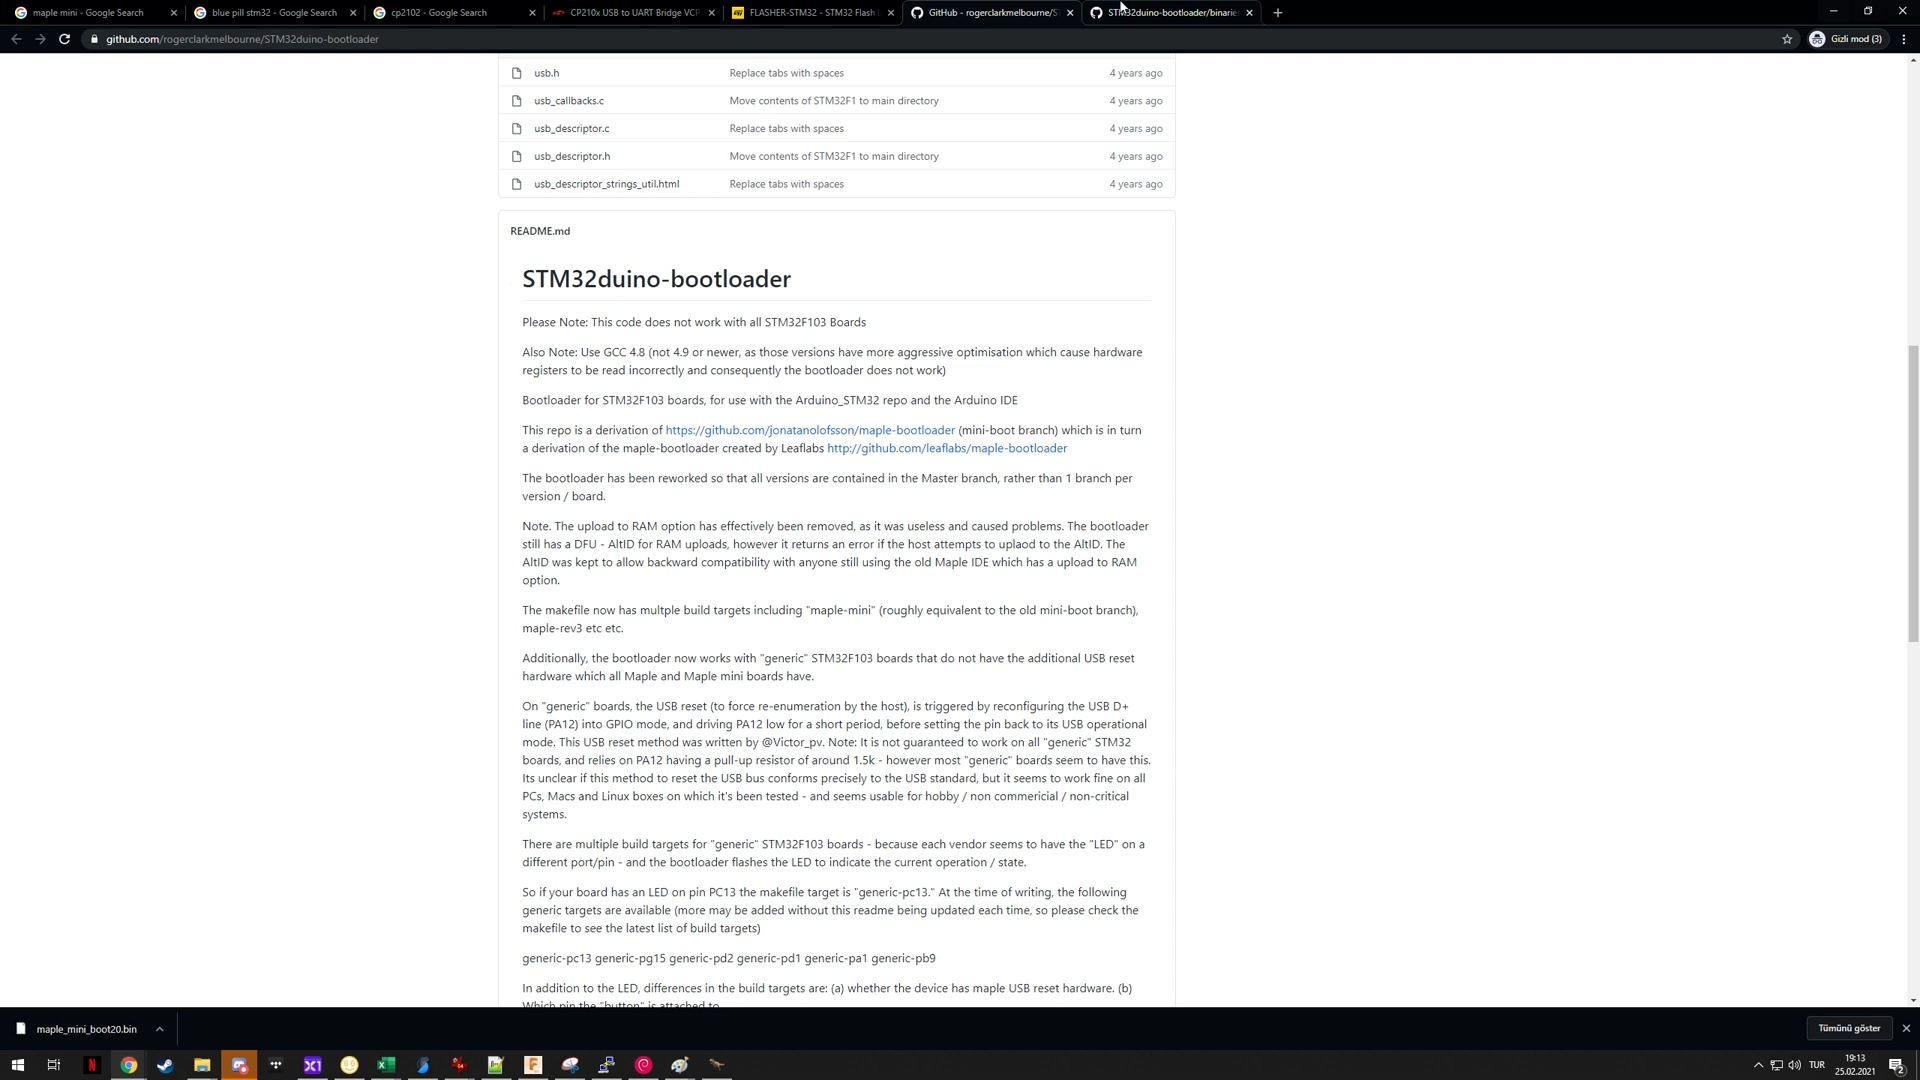 maple mini - Google Search
blue pill stm32 - Google Search
cp2102 - Google Search
CP210x USB to UART Bridge VCP
FLASHER-STM32 - STM32 Flash
GitHub - rogerclarkmelbourne/ST
STM32duino-bootloader/binarie
github.com/rogerclarkmelbourne/STM32duino-bootloader
Gizli mod (3)
usb.h Replace tabs with spaces 4 years ago
usb_callbacks.c Move contents of STM32F1 to main directory 4 years ago
usb_descriptor.c Replace tabs with spaces 4 years ago
usb_descriptor.h Move contents of STM32F1 to main directory 4 years ago
usb_descriptor_strings_util.html Replace tabs with spaces 4 years ago
README.md
STM32duino-bootloader
Please Note: This code does not work with all STM32F103 Boards
Also Note: Use GCC 4.8 (not 4.9 or newer, as those versions have more aggressive optimisation which cause hardware
registers to be read incorrectly and consequently the bootloader does not work)
Bootloader for STM32F103 boards, for use with the Arduino_STM32 repo and the Arduino IDE
This repo is a derivation of https://github.com/jonatanolofsson/maple-bootloader (mini-boot branch) which is in turn
a derivation of the maple-bootloader created by Leaflabs http://github.com/leaflabs/maple-bootloader
The bootloader has been reworked so that all versions are contained in the Master branch, rather than 1 branch per
version / board.
Note. The upload to RAM option has effectively been removed, as it was useless and caused problems. The bootloader
still has a DFU - AltID for RAM uploads, however it returns an error if the host attempts to uplaod to the AltID. The
AltID was kept to allow backward compatibility with anyone still using the old Maple IDE which has a upload to RAM
option.
The makefile now has multple build targets including "maple-mini" (roughly equivalent to the old mini-boot branch),
maple-rev3 etc etc.
Additionally, the bootloader now works with "generic" STM32F103 boards that do not have the additional USB reset
hardware which all Maple and Maple mini boards have.
On "generic" boards, the USB reset (to force re-enumeration by the host), is triggered by reconfiguring the USB D+
line (PA12) into GPIO mode, and driving PA12 low for a short period, before setting the pin back to its USB operational
mode. This USB reset method was written by @Victor_pv. Note: It is not guaranteed to work on all "generic" STM32
boards, and relies on PA12 having a pull-up resistor of around 1.5k - however most "generic" boards seem to have this.
Its unclear if this method to reset the USB bus conforms precisely to the USB standard, but it seems to work fine on all
PCs, Macs and Linux boxes on which it's been tested - and seems usable for hobby / non commericial / non-critical
systems.
There are multiple build targets for "generic" STM32F103 boards - because each vendor seems to have the "LED" on a
different port/pin - and the bootloader flashes the LED to indicate the current operation / state.
So if your board has an LED on pin PC13 the makefile target is "generic-pc13." At the time of writing, the following
generic targets are available (more may be added without this readme being updated each time, so please check the
makefile to see the latest list of build targets)
generic-pc13 generic-pg15 generic-pd2 generic-pd1 generic-pa1 generic-pb9
In addition to the LED, differences in the build targets are: (a) whether the device has maple USB reset hardware. (b)
Which pin the "button" is attached to
maple_mini_boot20.bin
Tümünü göster
TUR
19:13
25.02.2021
2